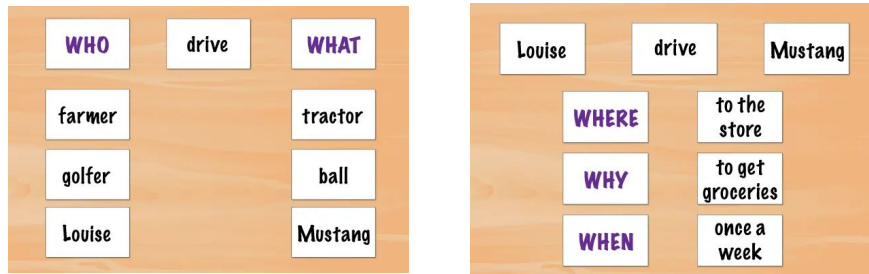 WHO drive WHAT
farmer tractor
golfer ball
Louise Mustang
Louise drive Mustang
WHERE to the store
WHY to get groceries
WHEN once a week